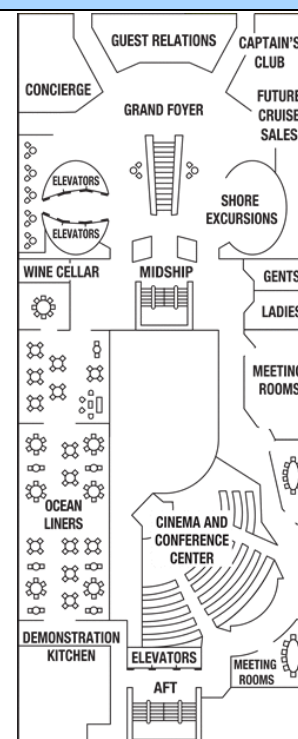 GUEST RELATIONS
CAPTAIN'S
CLUB
CONCIERGE
FUTURE
CRUISE
SALES
GRAND FOYER
ELEVATORS
ELEVATORS
SHORE
EXCURSIONS
WINE CELLAR
MIDSHIP
GENTS
LADIES
MEETING
ROOMS
OCEAN
LINERS
CINEMA AND
CONFERENCE
CENTER
DEMONSTRATION
KITCHEN
ELEVATORS
MEETING
ROOMS
AFT